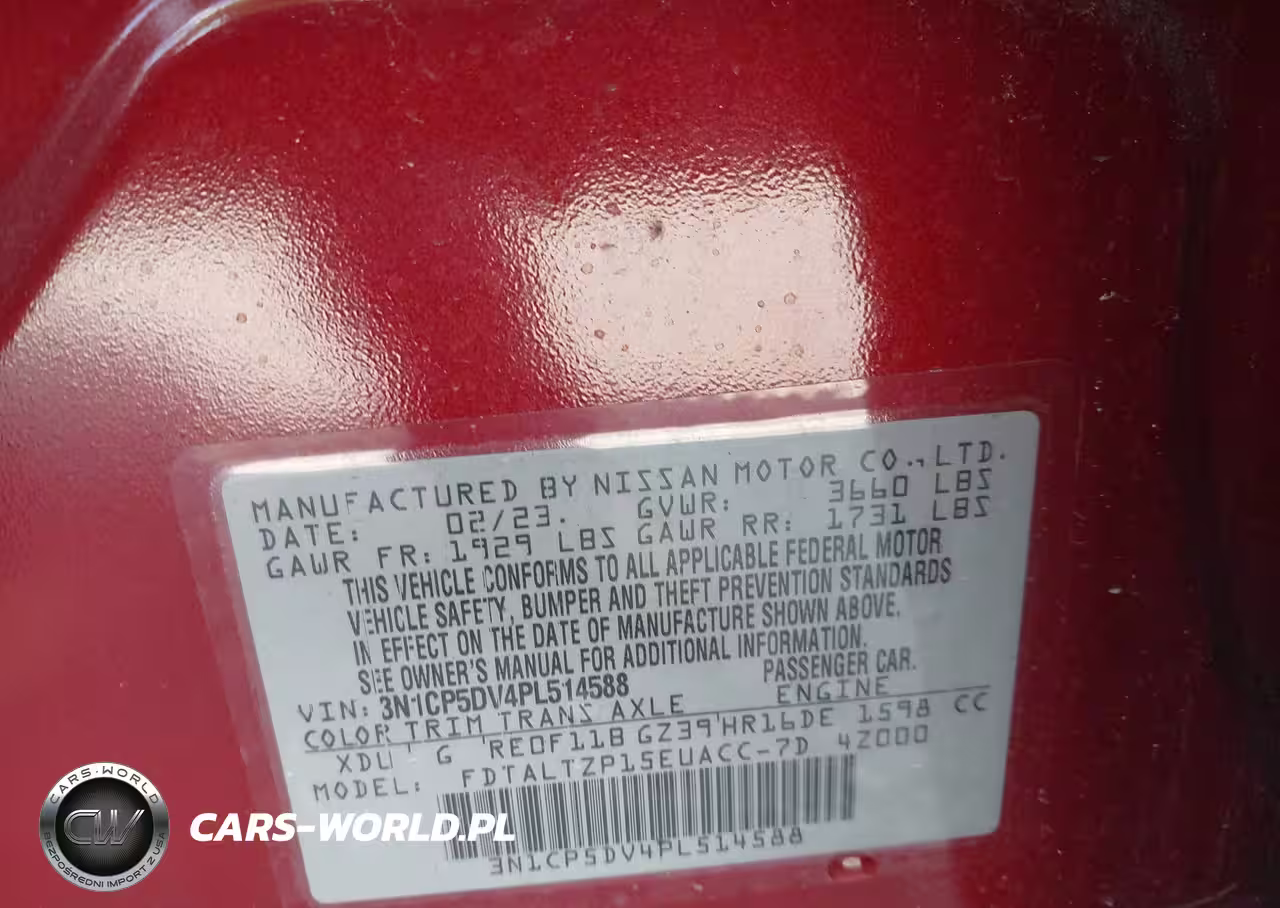 MANUFACTURED BY NISSAN MOTOR CO., LTD.
DATE: 02/23. GVWR: 3660 LBS
GAWR FR: 1929 LBS GAWR RR: 1731 LBS
THIS VEHICLE CONFORMS TO ALL APPLICABLE FEDERAL MOTOR
VEHICLE SAFETY, BUMPER AND THEFT PREVENTION STANDARDS
IN EFFECT ON THE DATE OF MANUFACTURE SHOWN ABOVE.
SEE OWNER'S MANUAL FOR ADDITIONAL INFORMATION.
VIN: 3N1CP5DV4PL514588 PASSENGER CAR.
COLOR TRIM TRANS AXLE ENGINE
XDU G RE0F11B GZ39 HR16DE 1598 CC
MODEL: FDTALTZP15EUACC-7D 42000
3N1CP5DV4PL514588
CARS-WORLD
CW
BEZPOŚREDNI IMPORT Z USA
CARS-WORLD.PL